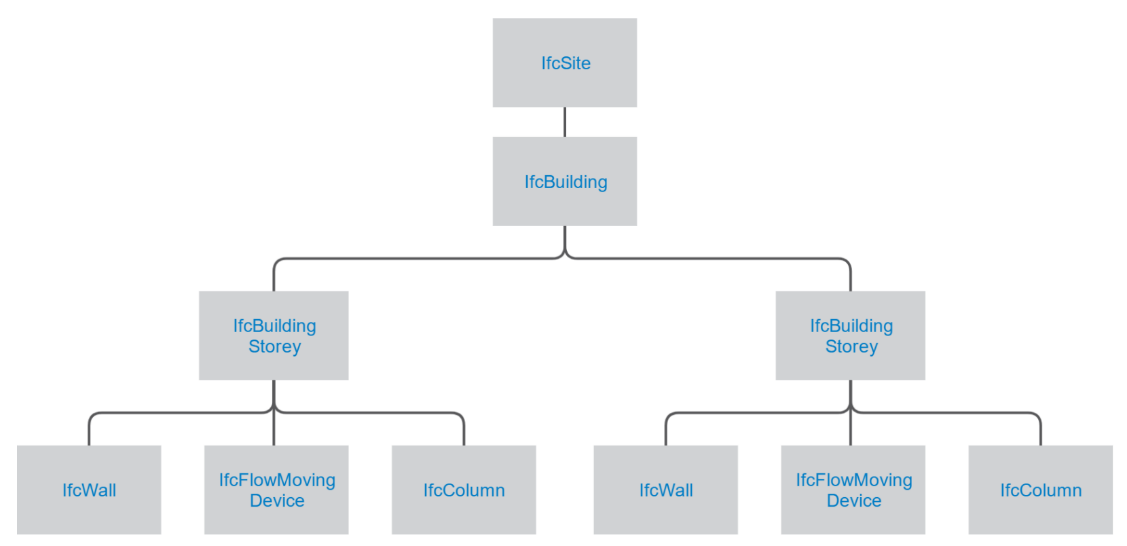 IfcSite
IfcBuilding
IfcBuilding
Storey
IfcBuilding
Storey
IfcWall
IfcFlowMoving
Device
IfcColumn
IfcWall
IfcFlowMoving
Device
IfcColumn